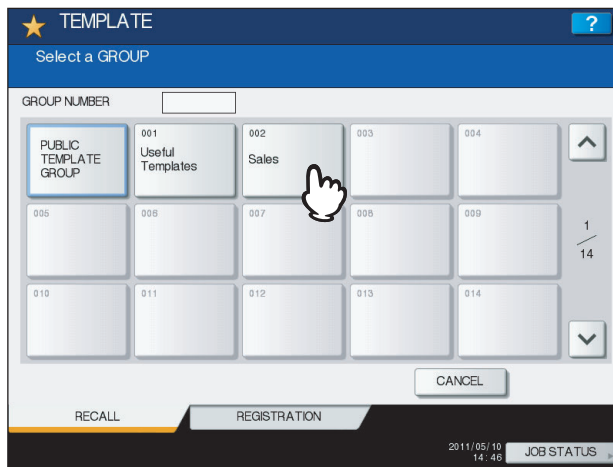 TEMPLATE
?
Select a GROUP
GROUP NUMBER
PUBLIC
TEMPLATE
GROUP
001
Useful
Templates
002
Sales
003
004
005
006
007
008
009
1
14
010
011
012
013
014
CANCEL
RECALL
REGISTRATION
2011/05/10
14:46
JOB STATUS